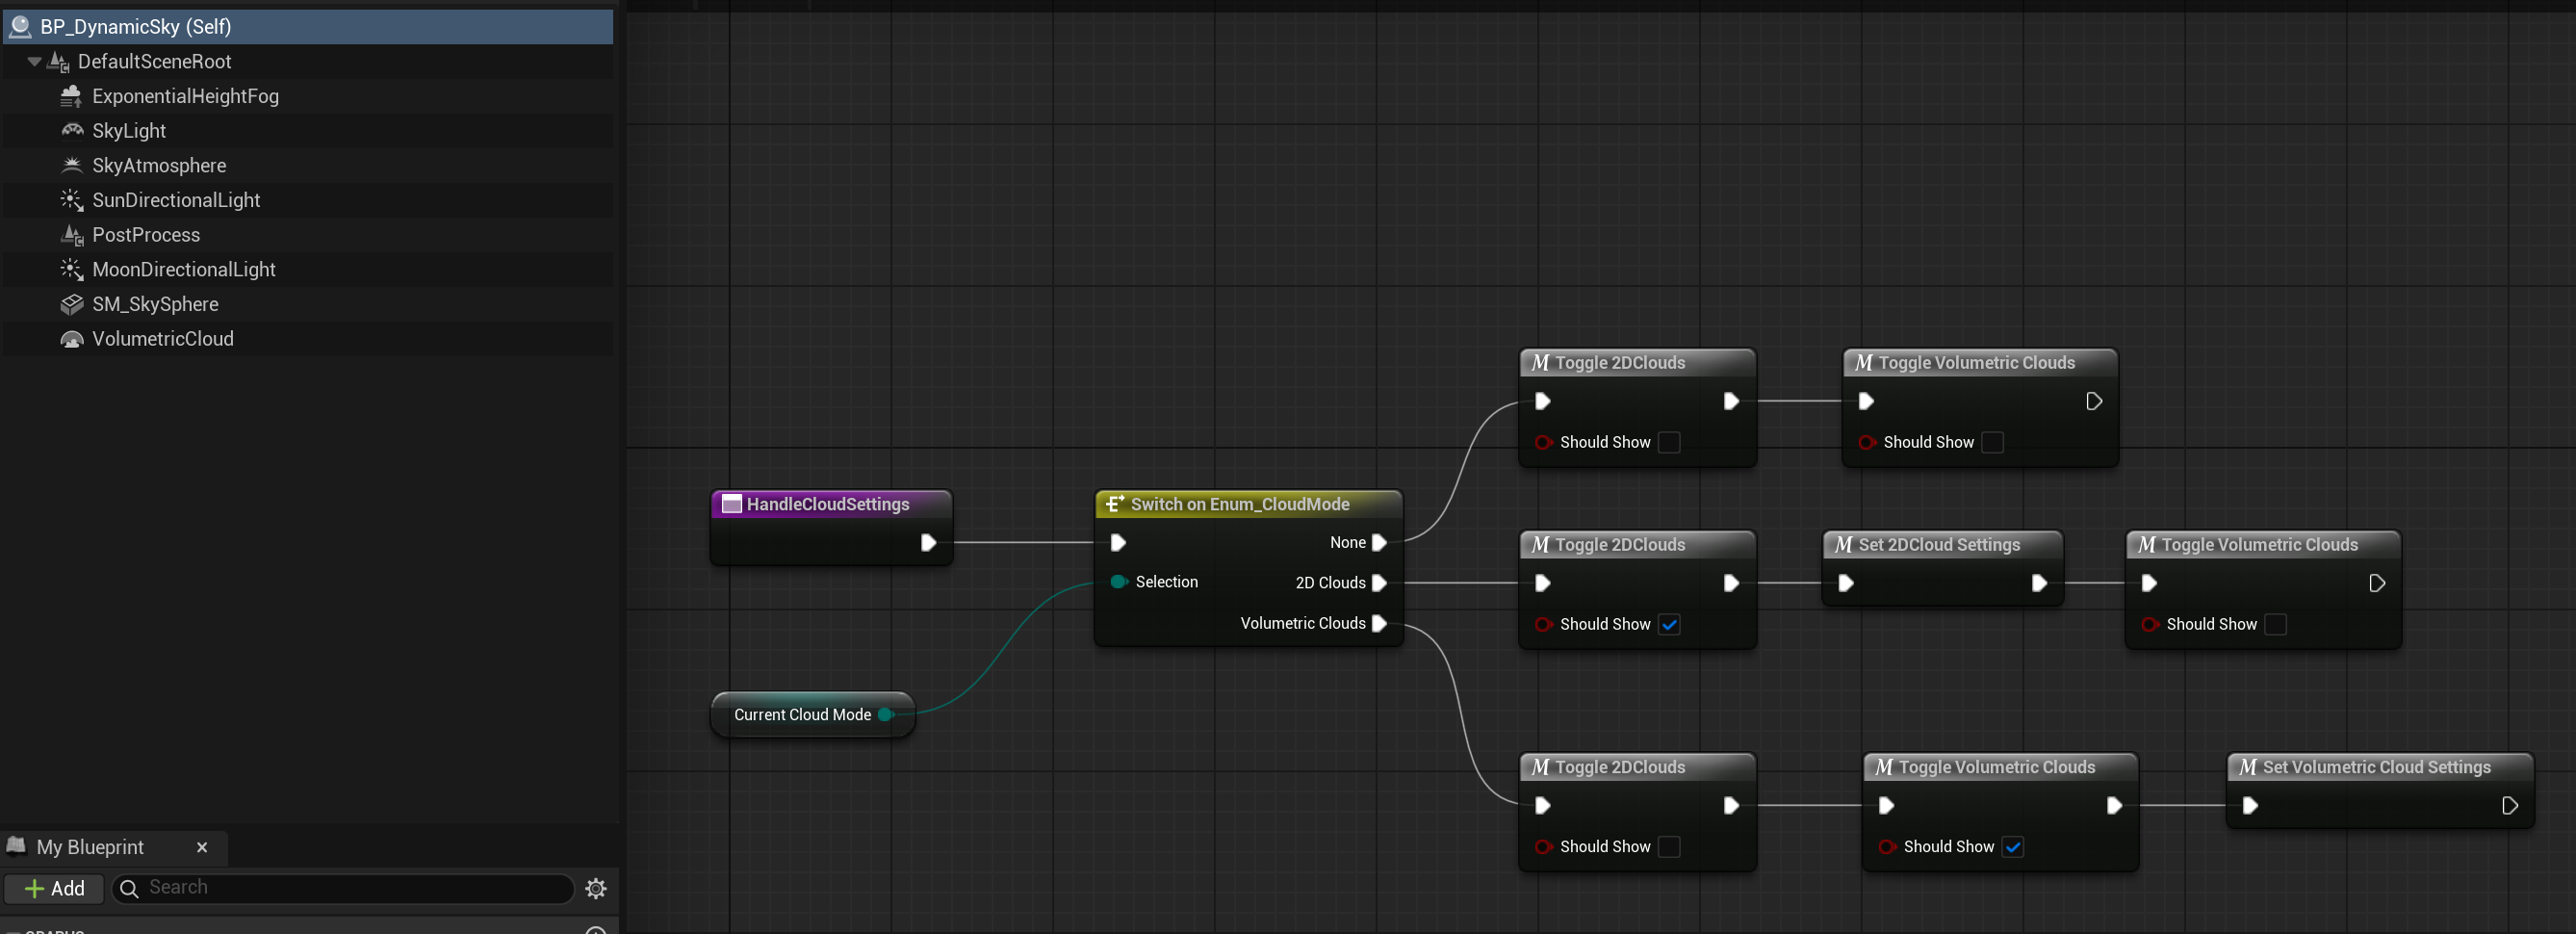 BP_DynamicSky (Self)
DefaultSceneRoot
ExponentialHeightFog
SkyLight
SkyAtmosphere
SunDirectionalLight
PostProcess
MoonDirectionalLight
SM_SkySphere
VolumetricCloud
My Blueprint
Add
Search
Toggle 2DClouds
Should Show
Toggle Volumetric Clouds
Should Show
HandleCloudSettings
Switch on Enum_CloudMode
None
Selection
2D Clouds
Volumetric Clouds
Toggle 2DClouds
Should Show
Set 2DCloud Settings
Toggle Volumetric Clouds
Should Show
Current Cloud Mode
Toggle 2DClouds
Should Show
Toggle Volumetric Clouds
Should Show
Set Volumetric Cloud Settings